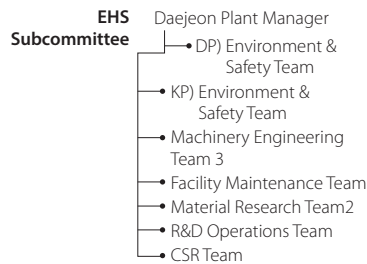 EHS
Subcommittee
Daejeon Plant Manager
DP) Environment &
Safety Team
KP) Environment &
Safety Team
Machinery Engineering
Team 3
Facility Maintenance Team
Material Research Team2
R&D Operations Team
CSR Team